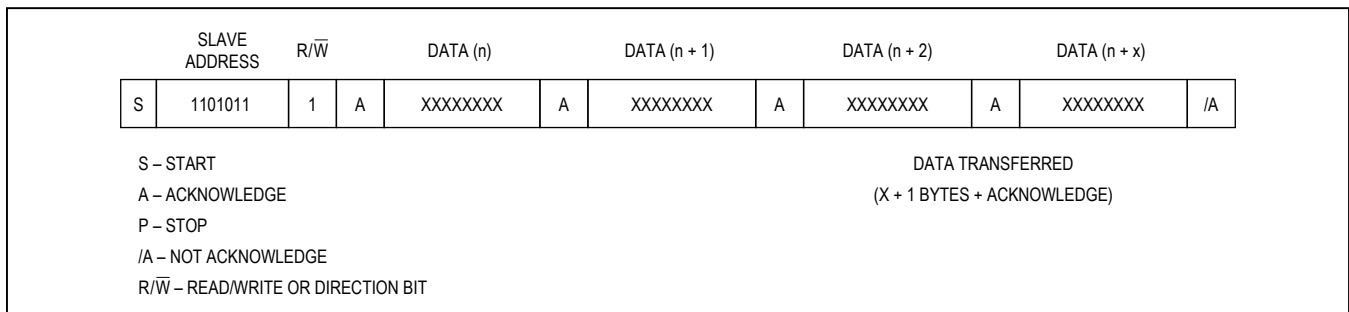 SLAVE ADDRESS R/W̅ DATA (n) DATA (n + 1) DATA (n + 2) DATA (n + x)
S 1101011 1 A XXXXXXXX A XXXXXXXX A XXXXXXXX A XXXXXXXX /A
S – START
A – ACKNOWLEDGE
P – STOP
/A – NOT ACKNOWLEDGE
R/W̅ – READ/WRITE OR DIRECTION BIT
DATA TRANSFERRED
(X + 1 BYTES + ACKNOWLEDGE)